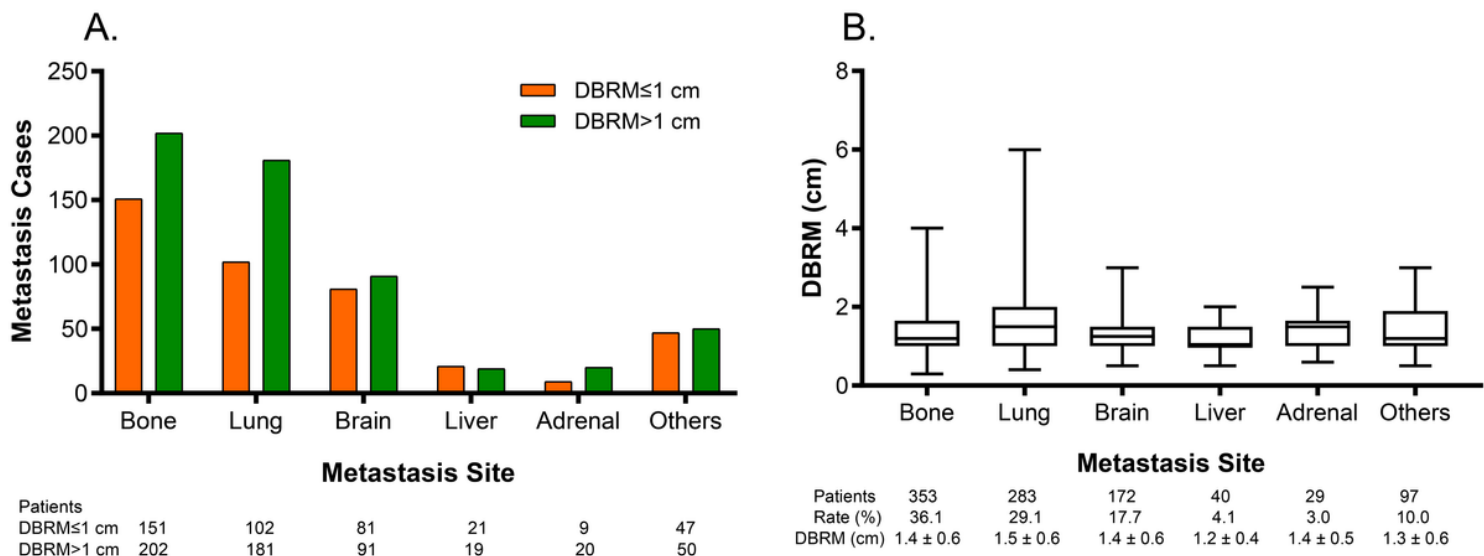 A.
250
200
150
100
50
0
Metastasis Cases
DBRM≤1 cm
DBRM>1 cm
Bone Lung Brain Liver Adrenal Others
Metastasis Site
Patients
DBRM≤1 cm 151 102 81 21 9 47
DBRM>1 cm 202 181 91 19 20 50
B.
8
6
4
2
0
DBRM (cm)
Bone Lung Brain Liver Adrenal Others
Metastasis Site
Patients 353 283 172 40 29 97
Rate (%) 36.1 29.1 17.7 4.1 3.0 10.0
DBRM (cm) 1.4 ± 0.6 1.5 ± 0.6 1.4 ± 0.6 1.2 ± 0.4 1.4 ± 0.5 1.3 ± 0.6